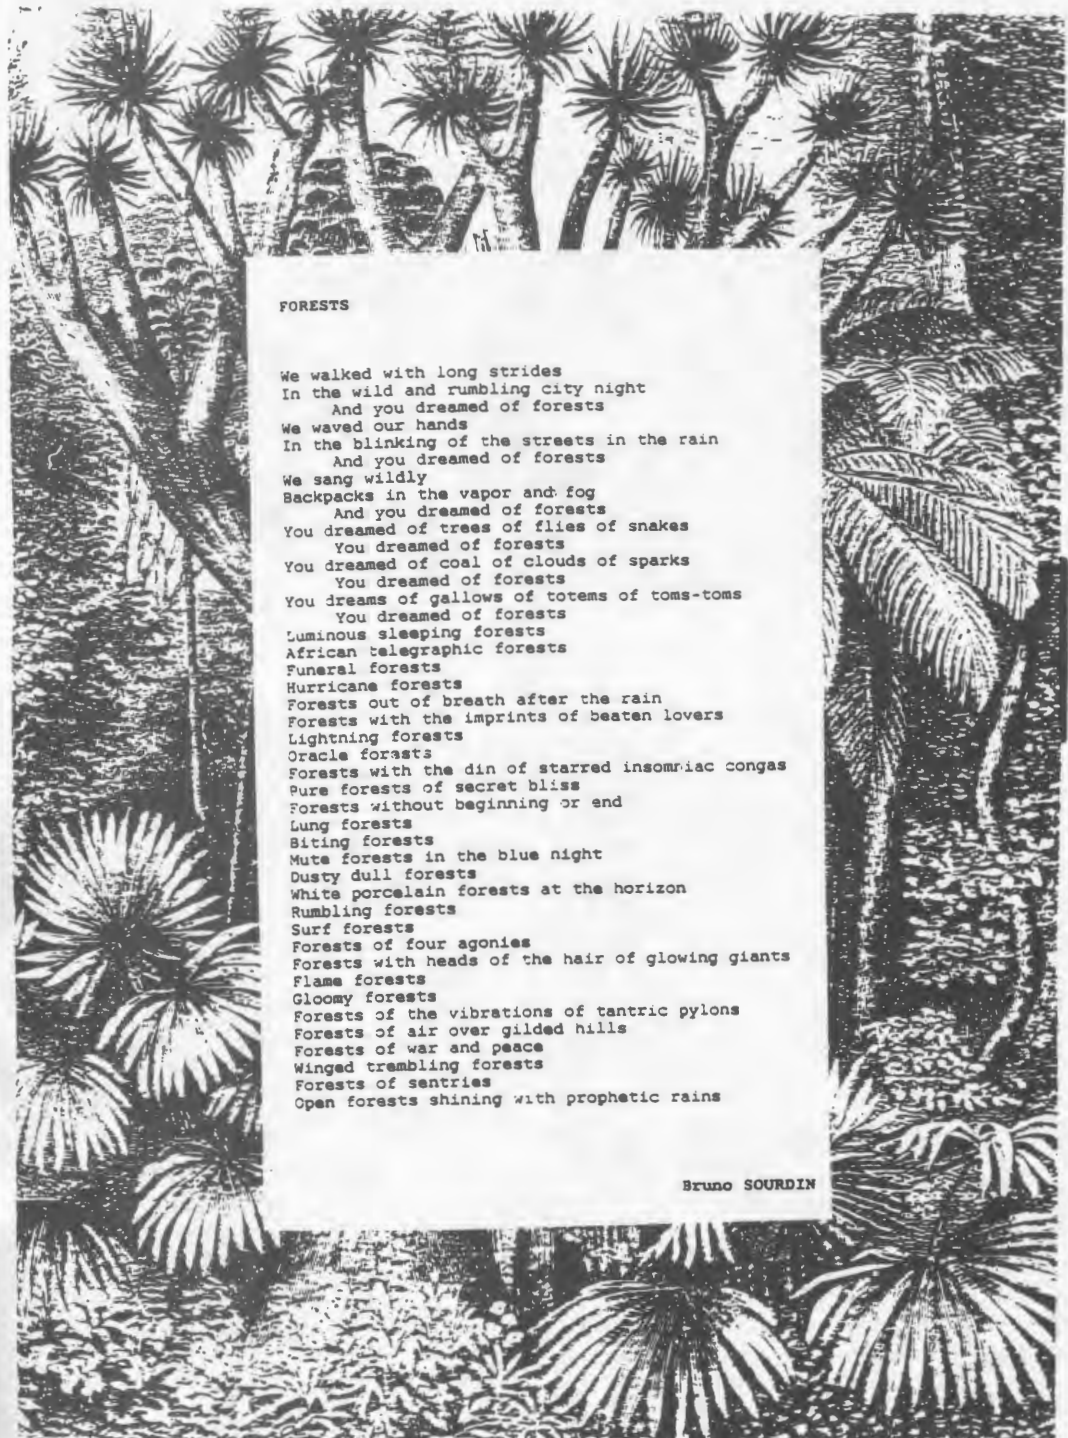 FORESTS
We walked with long strides
In the wild and rumbling city night
And you dreamed of forests
We waved our hands
In the blinking of the streets in the rain
And you dreamed of forests
We sang wildly
Backpacks in the vapor and fog
And you dreamed of forests
You dreamed of trees of flies of snakes
You dreamed of forests
You dreamed of coal of clouds of sparks
You dreamed of forests
You dreams of gallows of totems of toms-toms
You dreamed of forests
Luminous sleeping forests
African telegraphic forests
Funeral forests
Hurricane forests
Forests out of breath after the rain
Forests with the imprints of beaten lovers
Lightning forests
Oracle forests
Forests with the din of starred insomniac congas
Pure forests of secret bliss
Forests without beginning or end
Lung forests
Biting forests
Mute forests in the blue night
Dusty dull forests
White porcelain forests at the horizon
Rumbling forests
Surf forests
Forests of four agonies
Forests with heads of the hair of glowing giants
Flame forests
Gloomy forests
Forests of the vibrations of tantric pylons
Forests of air over gilded hills
Forests of war and peace
Winged trembling forests
Forests of sentries
Open forests shining with prophetic rains
Bruno SOURDIN